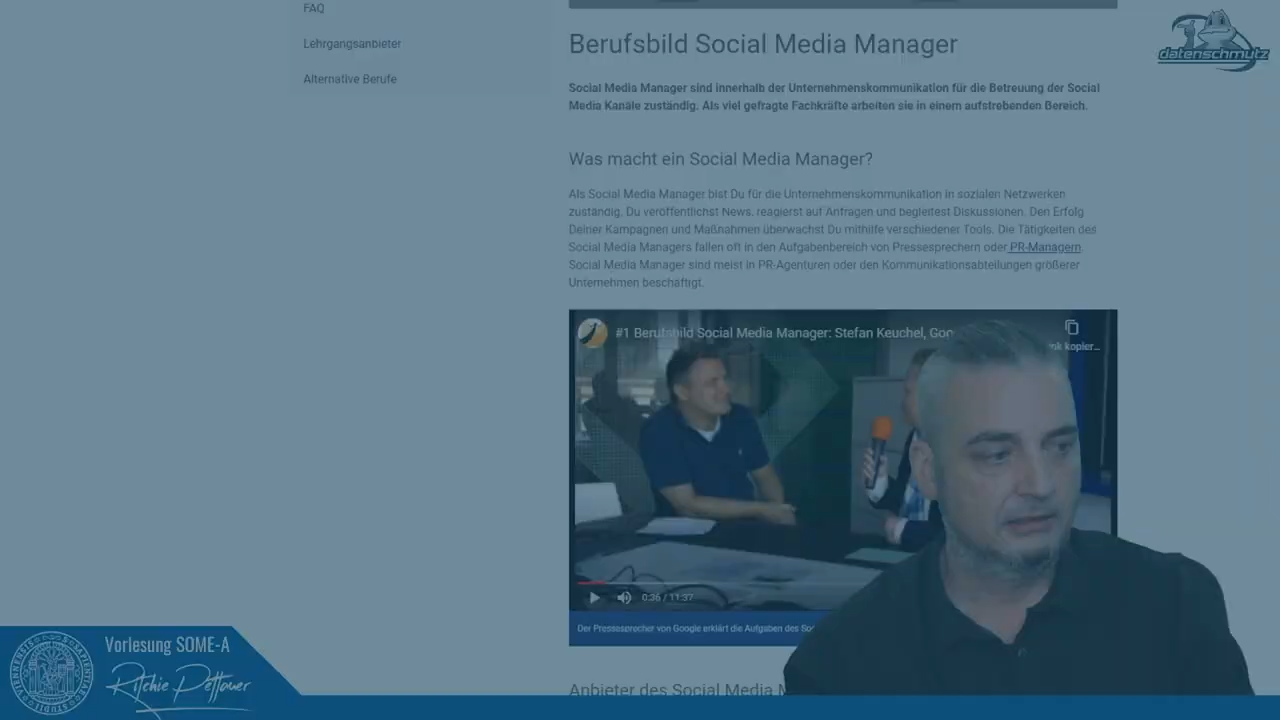 FAQ
Lehrgangsanbieter
Alternative Berufe
datenschmutz
Berufsbild Social Media Manager
Social Media Manager sind innerhalb der Unternehmenskommunikation für die Betreuung der Social
Media Kanäle zuständig. Als viel gefragte Fachkräfte arbeiten sie in einem aufstrebenden Bereich.
Was macht ein Social Media Manager?
Als Social Media Manager bist Du für die Unternehmenskommunikation in sozialen Netzwerken
zuständig. Du veröffentlichst News, reagierst auf Anfragen und begleitest Diskussionen. Den Erfolg
Deiner Kampagnen und Maßnahmen überwachst Du mithilfe verschiedener Tools. Die Tätigkeiten des
Social Media Managers fallen oft in den Aufgabenbereich von Pressesprechern oder PR-Managern.
Social Media Manager sind meist in PR-Agenturen oder den Kommunikationsabteilungen größerer
Unternehmen beschäftigt.
#1 Berufsbild Social Media Manager: Stefan Keuchel, Goo
kopier...
0:36 / 11:37
Der Pressesprecher von Google erklärt die Aufgaben des Soc
Anbieter des Social Media M
Vorlesung SOME-A
Ritchie Pettauer